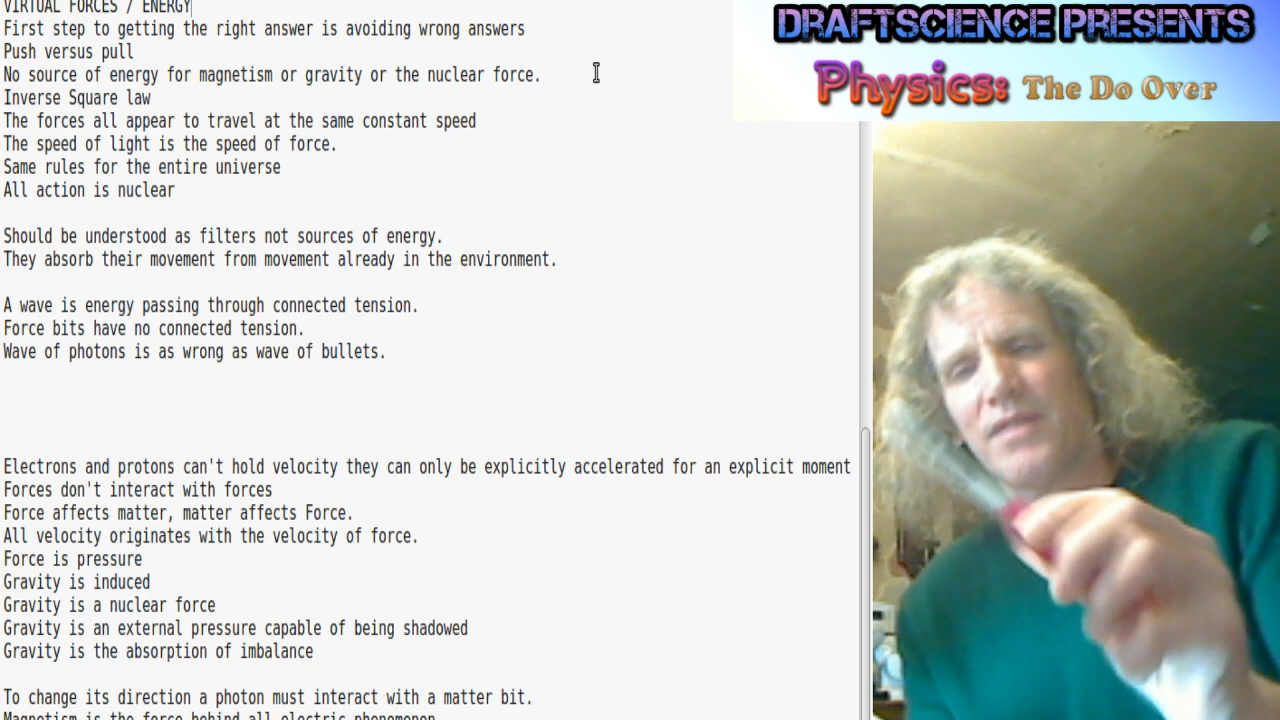 VIRTUAL FORCES / ENERGY
First step to getting the right answer is avoiding wrong answers
Push versus pull
No source of energy for magnetism or gravity or the nuclear force.
Inverse Square law
The forces all appear to travel at the same constant speed
The speed of light is the speed of force.
Same rules for the entire universe
All action is nuclear
Should be understood as filters not sources of energy.
They absorb their movement from movement already in the environment.
A wave is energy passing through connected tension.
Force bits have no connected tension.
Wave of photons is as wrong as wave of bullets.
Electrons and protons can't hold velocity they can only be explicitly accelerated for an explicit moment
Forces don't interact with forces
Force affects matter, matter affects Force.
All velocity originates with the velocity of force.
Force is pressure
Gravity is induced
Gravity is a nuclear force
Gravity is an external pressure capable of being shadowed
Gravity is the absorption of imbalance
To change its direction a photon must interact with a matter bit.
Magnetism is the force behind all electric phenomenon
DRAFTSCIENCE PRESENTS
Physics: The Do Over